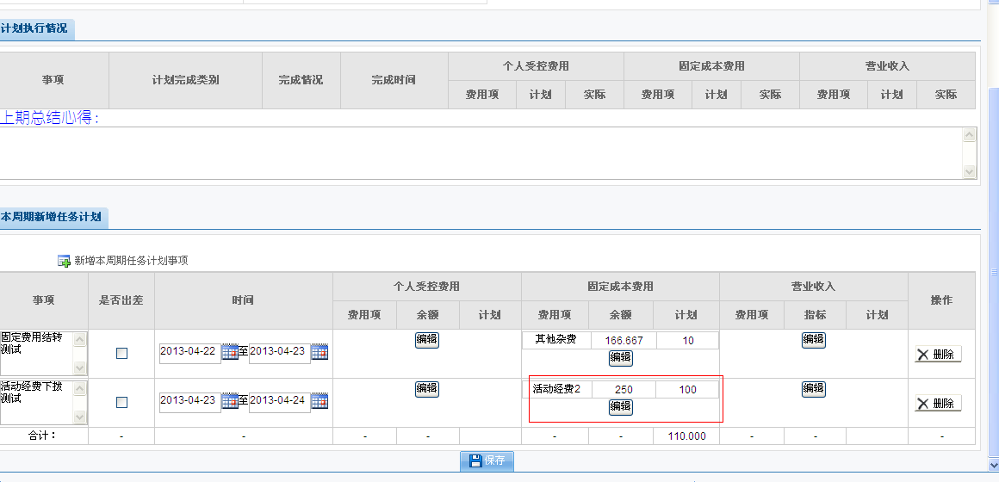 计划执行情况
事项 计划完成类别 完成情况 完成时间 个人受控费用 固定成本费用 营业收入
费用项 计划 实际 费用项 计划 实际 费用项 计划 实际
上期总结心得：
本周期新增任务计划
新增本周期任务计划事项
事项 是否出差 时间 个人受控费用 固定成本费用 营业收入 操作
费用项 余额 计划 费用项 余额 计划 费用项 指标 计划
固定费用结转
测试
2013-04-22 至 2013-04-23 编辑 其他杂费 166.667 10 编辑 编辑 删除
活动经费下拨
测试
2013-04-23 至 2013-04-24 编辑 活动经费2 250 100 编辑 编辑 删除
合计： - - - - - - 110.000 - - -
保存